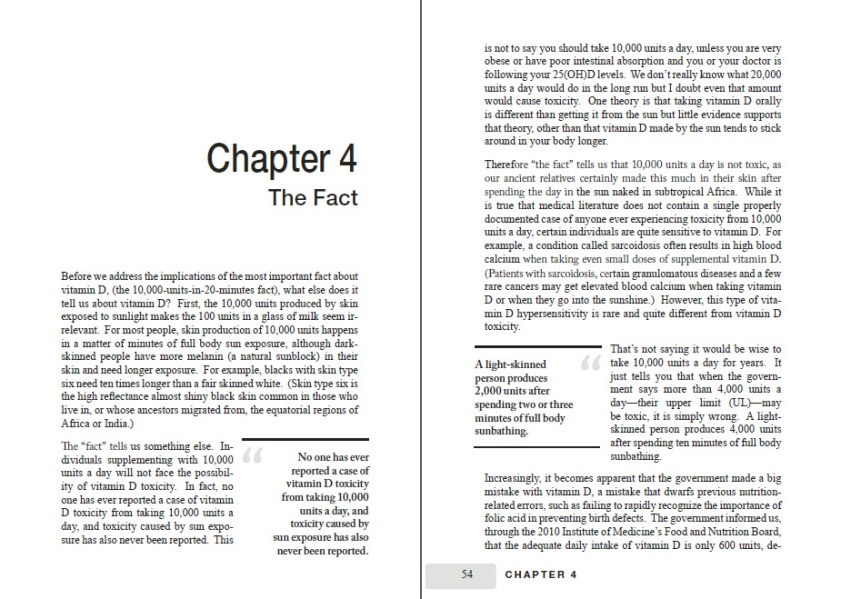 Chapter 4
The Fact
Before we address the implications of the most important fact about
vitamin D, (the 10,000-units-in-20-minutes fact), what else does it
tell us about vitamin D? First, the 10,000 units produced by skin
exposed to sunlight makes the 100 units in a glass of milk seem ir-
relevant. For most people, skin production of 10,000 units happens
in a matter of minutes of full body sun exposure, although dark-
skinned people have more melanin (a natural sunblock) in their
skin and need longer exposure. For example, blacks with skin type
six need ten times longer than a fair skinned white. (Skin type six is
the high reflectance almost shiny black skin common in those who
live in, or whose ancestors migrated from, the equatorial regions of
Africa or India.)
The “fact” tells us something else. In-
dividuals supplementing with 10,000
units a day will not face the possibil-
ity of vitamin D toxicity. In fact, no
one has ever reported a case of vitamin
D toxicity from taking 10,000 units a
day, and toxicity caused by sun expo-
sure has also never been reported. This
“
No one has ever
reported a case of
vitamin D toxicity
from taking 10,000
units a day, and
toxicity caused by
sun exposure has also
never been reported.
is not to say you should take 10,000 units a day, unless you are very
obese or have poor intestinal absorption and you or your doctor is
following your 25(OH)D levels. We don’t really know what 20,000
units a day would do in the long run but I doubt even that amount
would cause toxicity. One theory is that taking vitamin D orally
is different than getting it from the sun but little evidence supports
that theory, other than that vitamin D made by the sun tends to stick
around in your body longer.
Therefore “the fact” tells us that 10,000 units a day is not toxic, as
our ancient relatives certainly made this much in their skin after
spending the day in the sun naked in subtropical Africa. While it
is true that medical literature does not contain a single properly
documented case of anyone ever experiencing toxicity from 10,000
units a day, certain individuals are quite sensitive to vitamin D. For
example, a condition called sarcoidosis often results in high blood
calcium when taking even small doses of supplemental vitamin D.
(Patients with sarcoidosis, certain granulomatous diseases and a few
rare cancers may get elevated blood calcium when taking vitamin
D or when they go into the sunshine.) However, this type of vita-
min D hypersensitivity is rare and quite different from vitamin D
toxicity.
“
A light-skinned
person produces
2,000 units after
spending two or three
minutes of full body
sunbathing.
That’s not saying it would be wise to
take 10,000 units a day for years. It
just tells you that when the govern-
ment says more than 4,000 units a
day—their upper limit (UL)—may
be toxic, it is simply wrong. A light-
skinned person produces 4,000 units
after spending ten minutes of full body
sunbathing.
Increasingly, it becomes apparent that the government made a big
mistake with vitamin D, a mistake that dwarfs previous nutrition-
related errors, such as failing to rapidly recognize the importance of
folic acid in preventing birth defects. The government informed us,
through the 2010 Institute of Medicine’s Food and Nutrition Board,
that the adequate daily intake of vitamin D is only 600 units, de-
54 CHAPTER 4